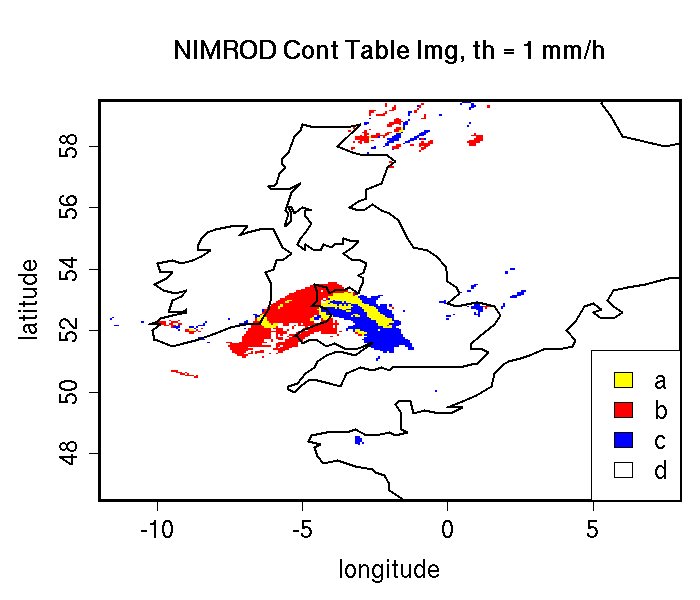 NIMROD Cont Table Img, th = 1 mm/h
58
56
54
52
50
48
latitude
a
b
c
d
-10
-5
0
5
longitude